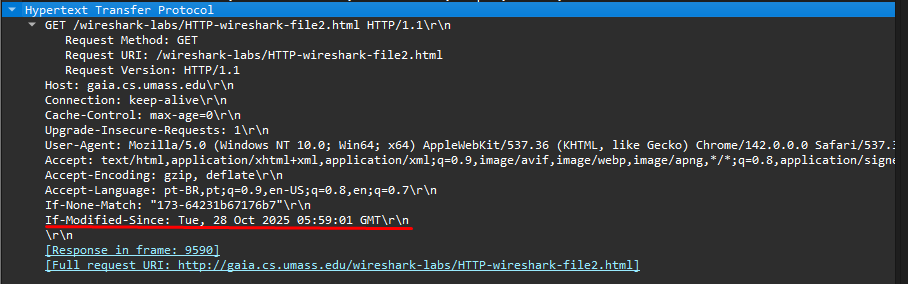 Hypertext Transfer Protocol
GET /wireshark-labs/HTTP-wireshark-file2.html HTTP/1.1\r\n
Request Method: GET
Request URI: /wireshark-labs/HTTP-wireshark-file2.html
Request Version: HTTP/1.1
Host: gaia.cs.umass.edu\r\n
Connection: keep-alive\r\n
Cache-Control: max-age=0\r\n
Upgrade-Insecure-Requests: 1\r\n
User-Agent: Mozilla/5.0 (Windows NT 10.0; Win64; x64) AppleWebKit/537.36 (KHTML, like Gecko) Chrome/142.0.0.0 Safari/537.3
Accept: text/html,application/xhtml+xml,application/xml;q=0.9,image/avif,image/webp,image/apng,*/*;q=0.8,application/signe
Accept-Encoding: gzip, deflate\r\n
Accept-Language: pt-BR,pt;q=0.9,en-US;q=0.8,en;q=0.7\r\n
If-None-Match: "173-64231b67176b7"\r\n
If-Modified-Since: Tue, 28 Oct 2025 05:59:01 GMT\r\n
\r\n
[Response in frame: 9590]
[Full request URI: http://gaia.cs.umass.edu/wireshark-labs/HTTP-wireshark-file2.html]